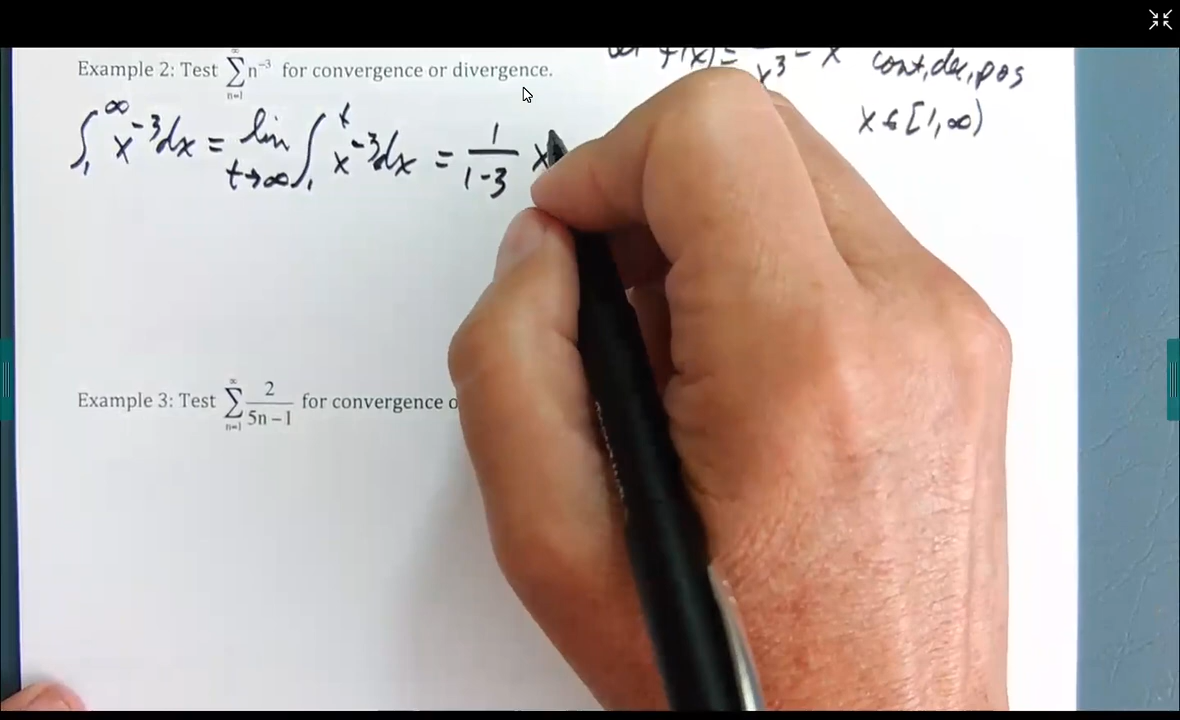 Example 2: Test ∑_{n=1}^{∞} n^{-3} for convergence or divergence.
f(x) = 1/x^3 = x cont, dec, pos
x ∈ [1, ∞)
∫_1^∞ x^{-3} dx = lim_{t→∞} ∫_1^t x^{-3} dx = 1/(1-3) x
Example 3: Test ∑_{n=1}^{∞} 2/(5n-1) for convergence o